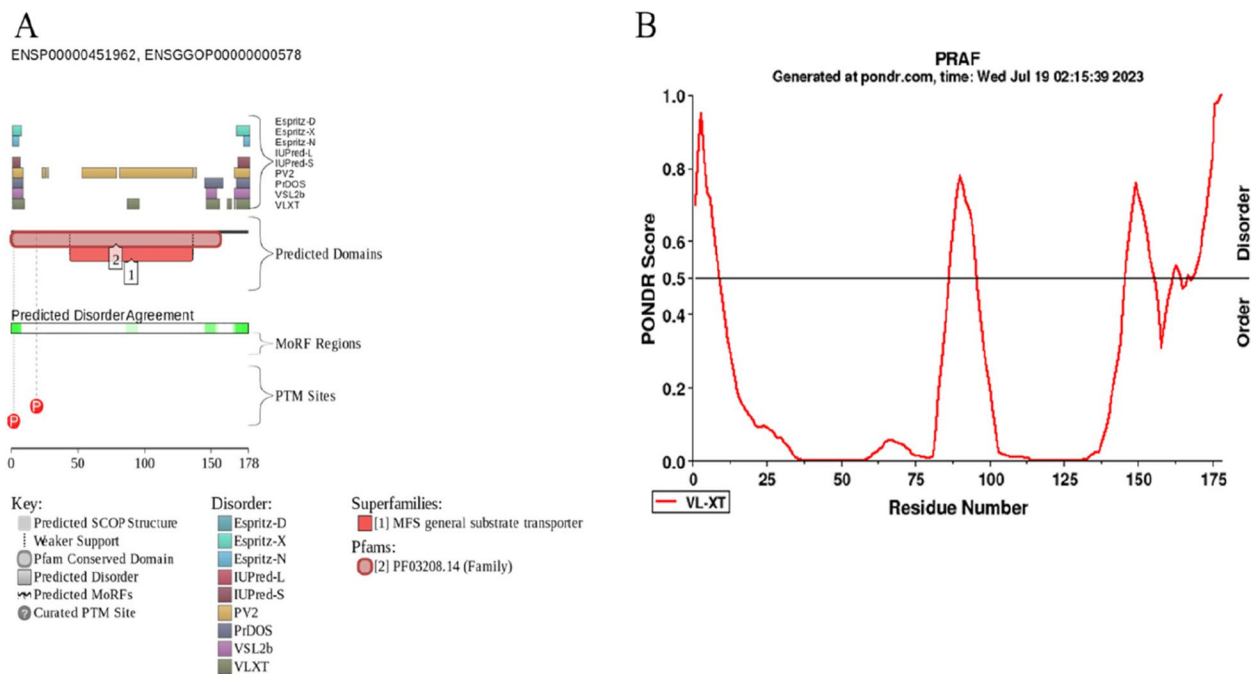 A
ENSP00000451962, ENSGGOP00000000578
Espritz-D
Espritz-X
Espritz-N
IUPred-L
IUPred-S
PV2
PrDOS
VSL2b
VLXT
2
1
Predicted Domains
Predicted Disorder Agreement
MoRF Regions
PTM Sites
P
P
0 50 100 150 178
Key:
Predicted SCOP Structure
Weaker Support
Pfam Conserved Domain
Predicted Disorder
Predicted MoRFs
? Curated PTM Site
Disorder:
Espritz-D
Espritz-X
Espritz-N
IUPred-L
IUPred-S
PV2
PrDOS
VSL2b
VLXT
Superfamilies:
[1] MFS general substrate transporter
Pfams:
[2] PF03208.14 (Family)
B
PRAF
Generated at pondr.com, time: Wed Jul 19 02:15:39 2023
PONDR Score
1.0
0.8
0.6
0.5
0.4
0.2
0.0
Disorder
Order
0 25 50 75 100 125 150 175
Residue Number
VL-XT